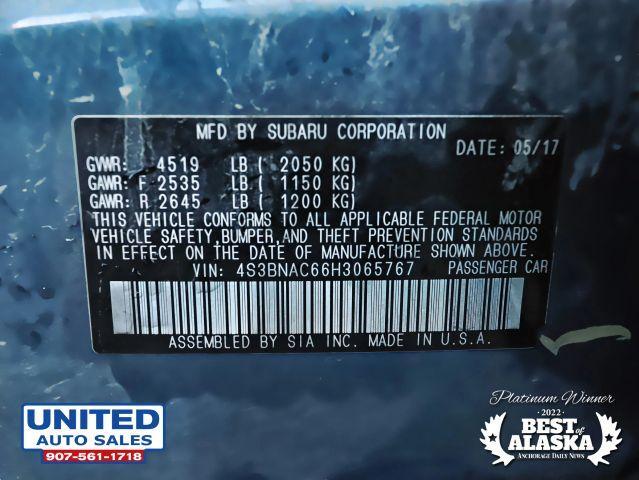 MFD BY SUBARU CORPORATION
DATE: 05/17
GVWR: 4519 LB ( 2050 KG)
GAWR: F 2535 LB ( 1150 KG)
GAWR: R 2645 LB ( 1200 KG)
THIS VEHICLE CONFORMS TO ALL APPLICABLE FEDERAL MOTOR
VEHICLE SAFETY,BUMPER,AND THEFT PREVENTION STANDARDS
IN EFFECT ON THE DATE OF MANUFACTURE SHOWN ABOVE.
VIN: 4S3BNAC66H3065767 PASSENGER CAR
ASSEMBLED BY SIA INC. MADE IN U.S.A.
UNITED
AUTO SALES
907-561-1718
Platinum Winner
2022
BEST of
ALASKA
ANCHORAGE DAILY NEWS